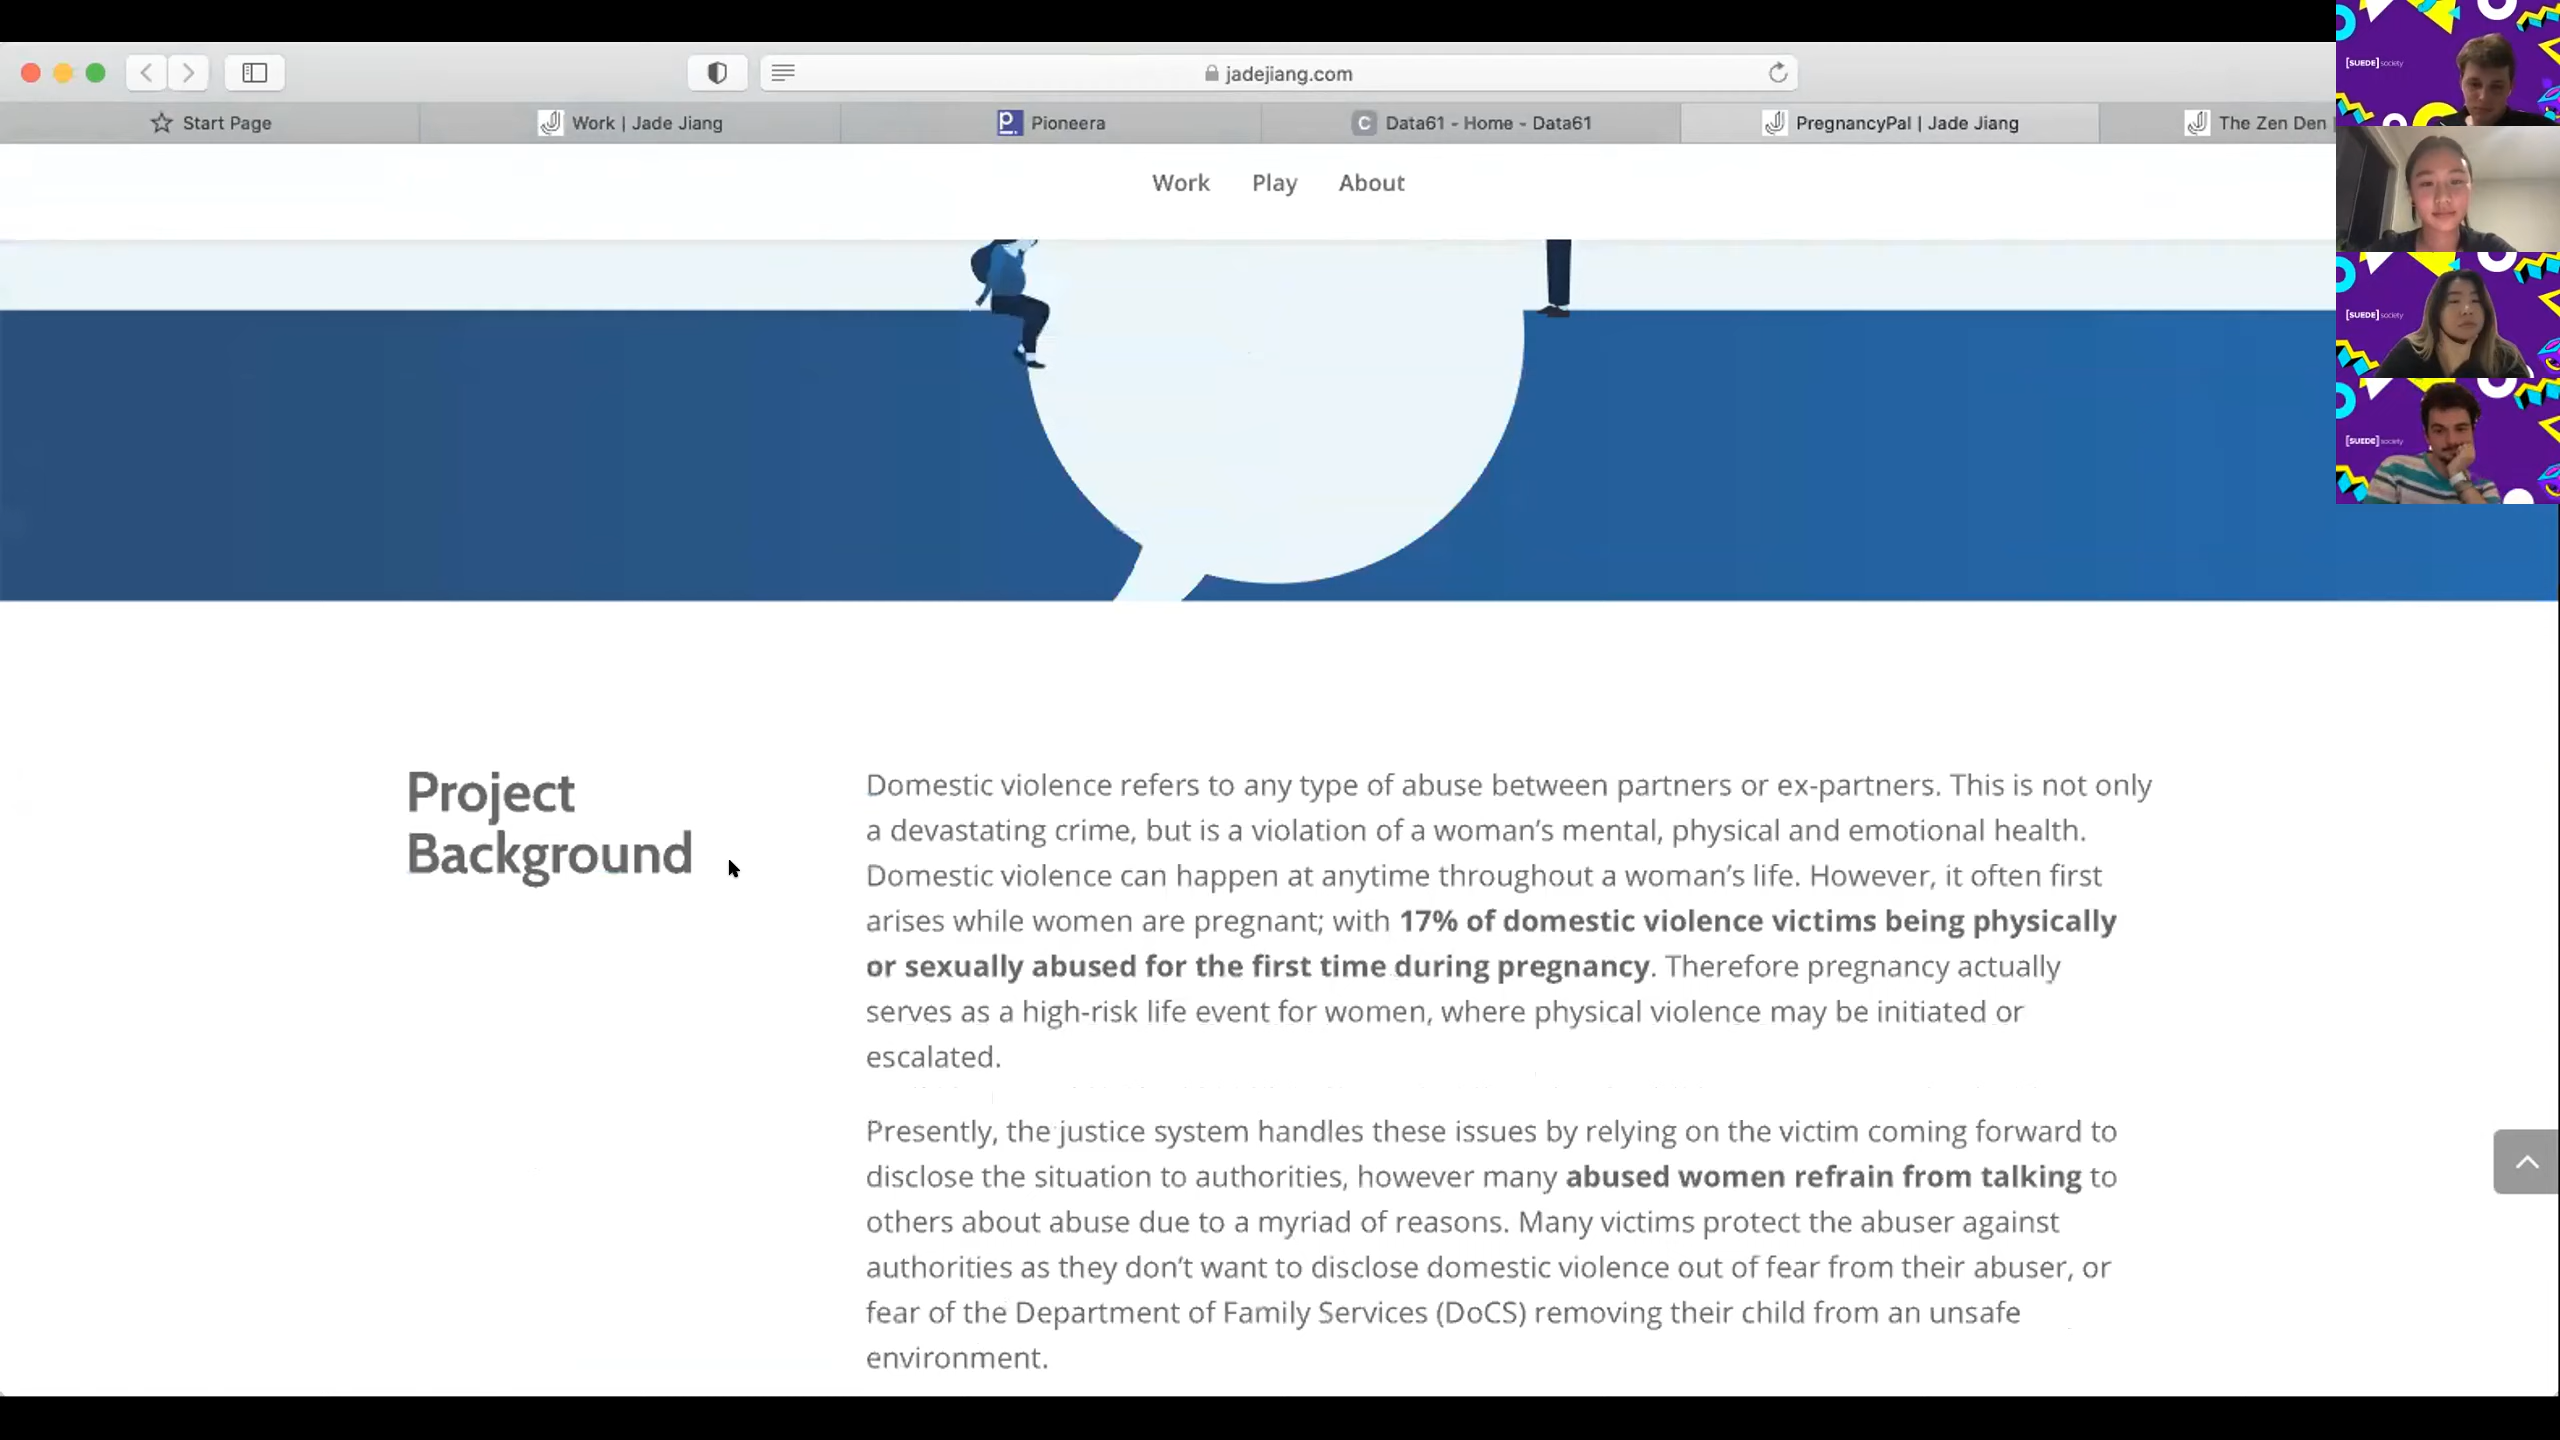 jadejiang.com
Start Page
Work | Jade Jiang
Pioneera
Data61 - Home - Data61
PregnancyPal | Jade Jiang
The Zen Den
Work
Play
About
[SUEDE] society
[SUEDE] society
[SUEDE] society
Project
Background
Domestic violence refers to any type of abuse between partners or ex-partners. This is not only
a devastating crime, but is a violation of a woman’s mental, physical and emotional health.
Domestic violence can happen at anytime throughout a woman’s life. However, it often first
arises while women are pregnant; with 17% of domestic violence victims being physically
or sexually abused for the first time during pregnancy. Therefore pregnancy actually
serves as a high-risk life event for women, where physical violence may be initiated or
escalated.
Presently, the justice system handles these issues by relying on the victim coming forward to
disclose the situation to authorities, however many abused women refrain from talking to
others about abuse due to a myriad of reasons. Many victims protect the abuser against
authorities as they don’t want to disclose domestic violence out of fear from their abuser, or
fear of the Department of Family Services (DoCS) removing their child from an unsafe
environment.